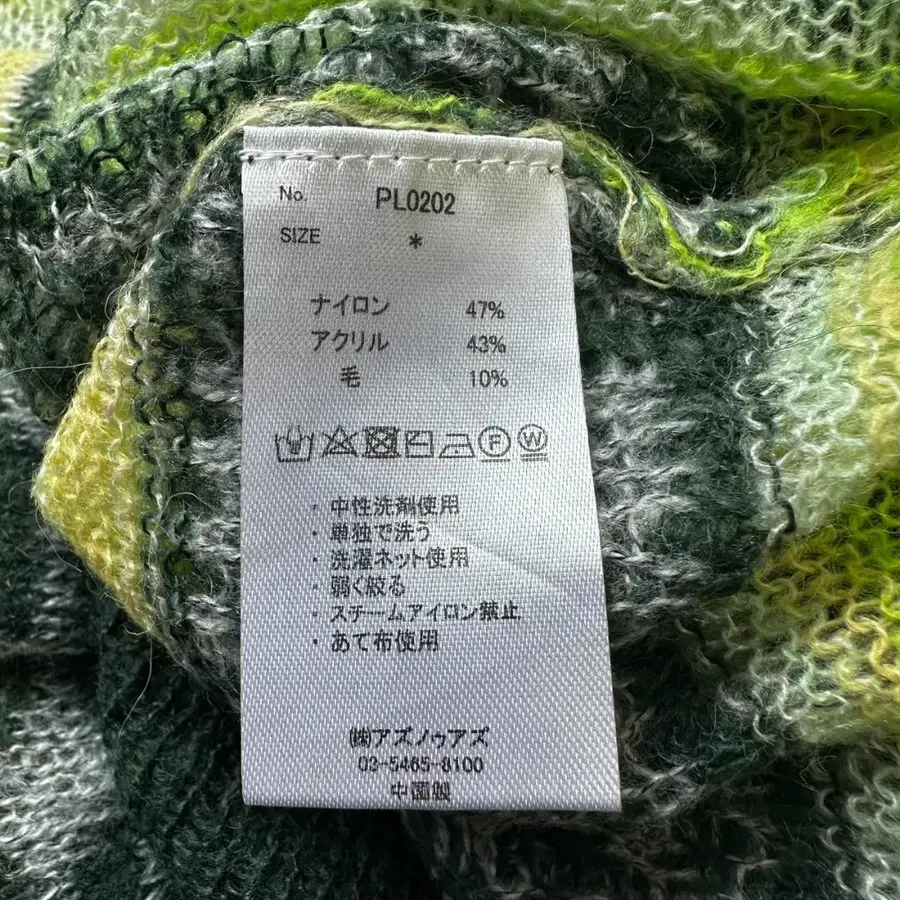 No. PL0202
SIZE *
ナイロン 47%
アクリル 43%
毛 10%
・中性洗剤使用
・単独で洗う
・洗濯ネット使用
・弱く絞る
・スチームアイロン禁止
・あて布使用
㈱アズノゥアズ
03-5465-8100
中国製